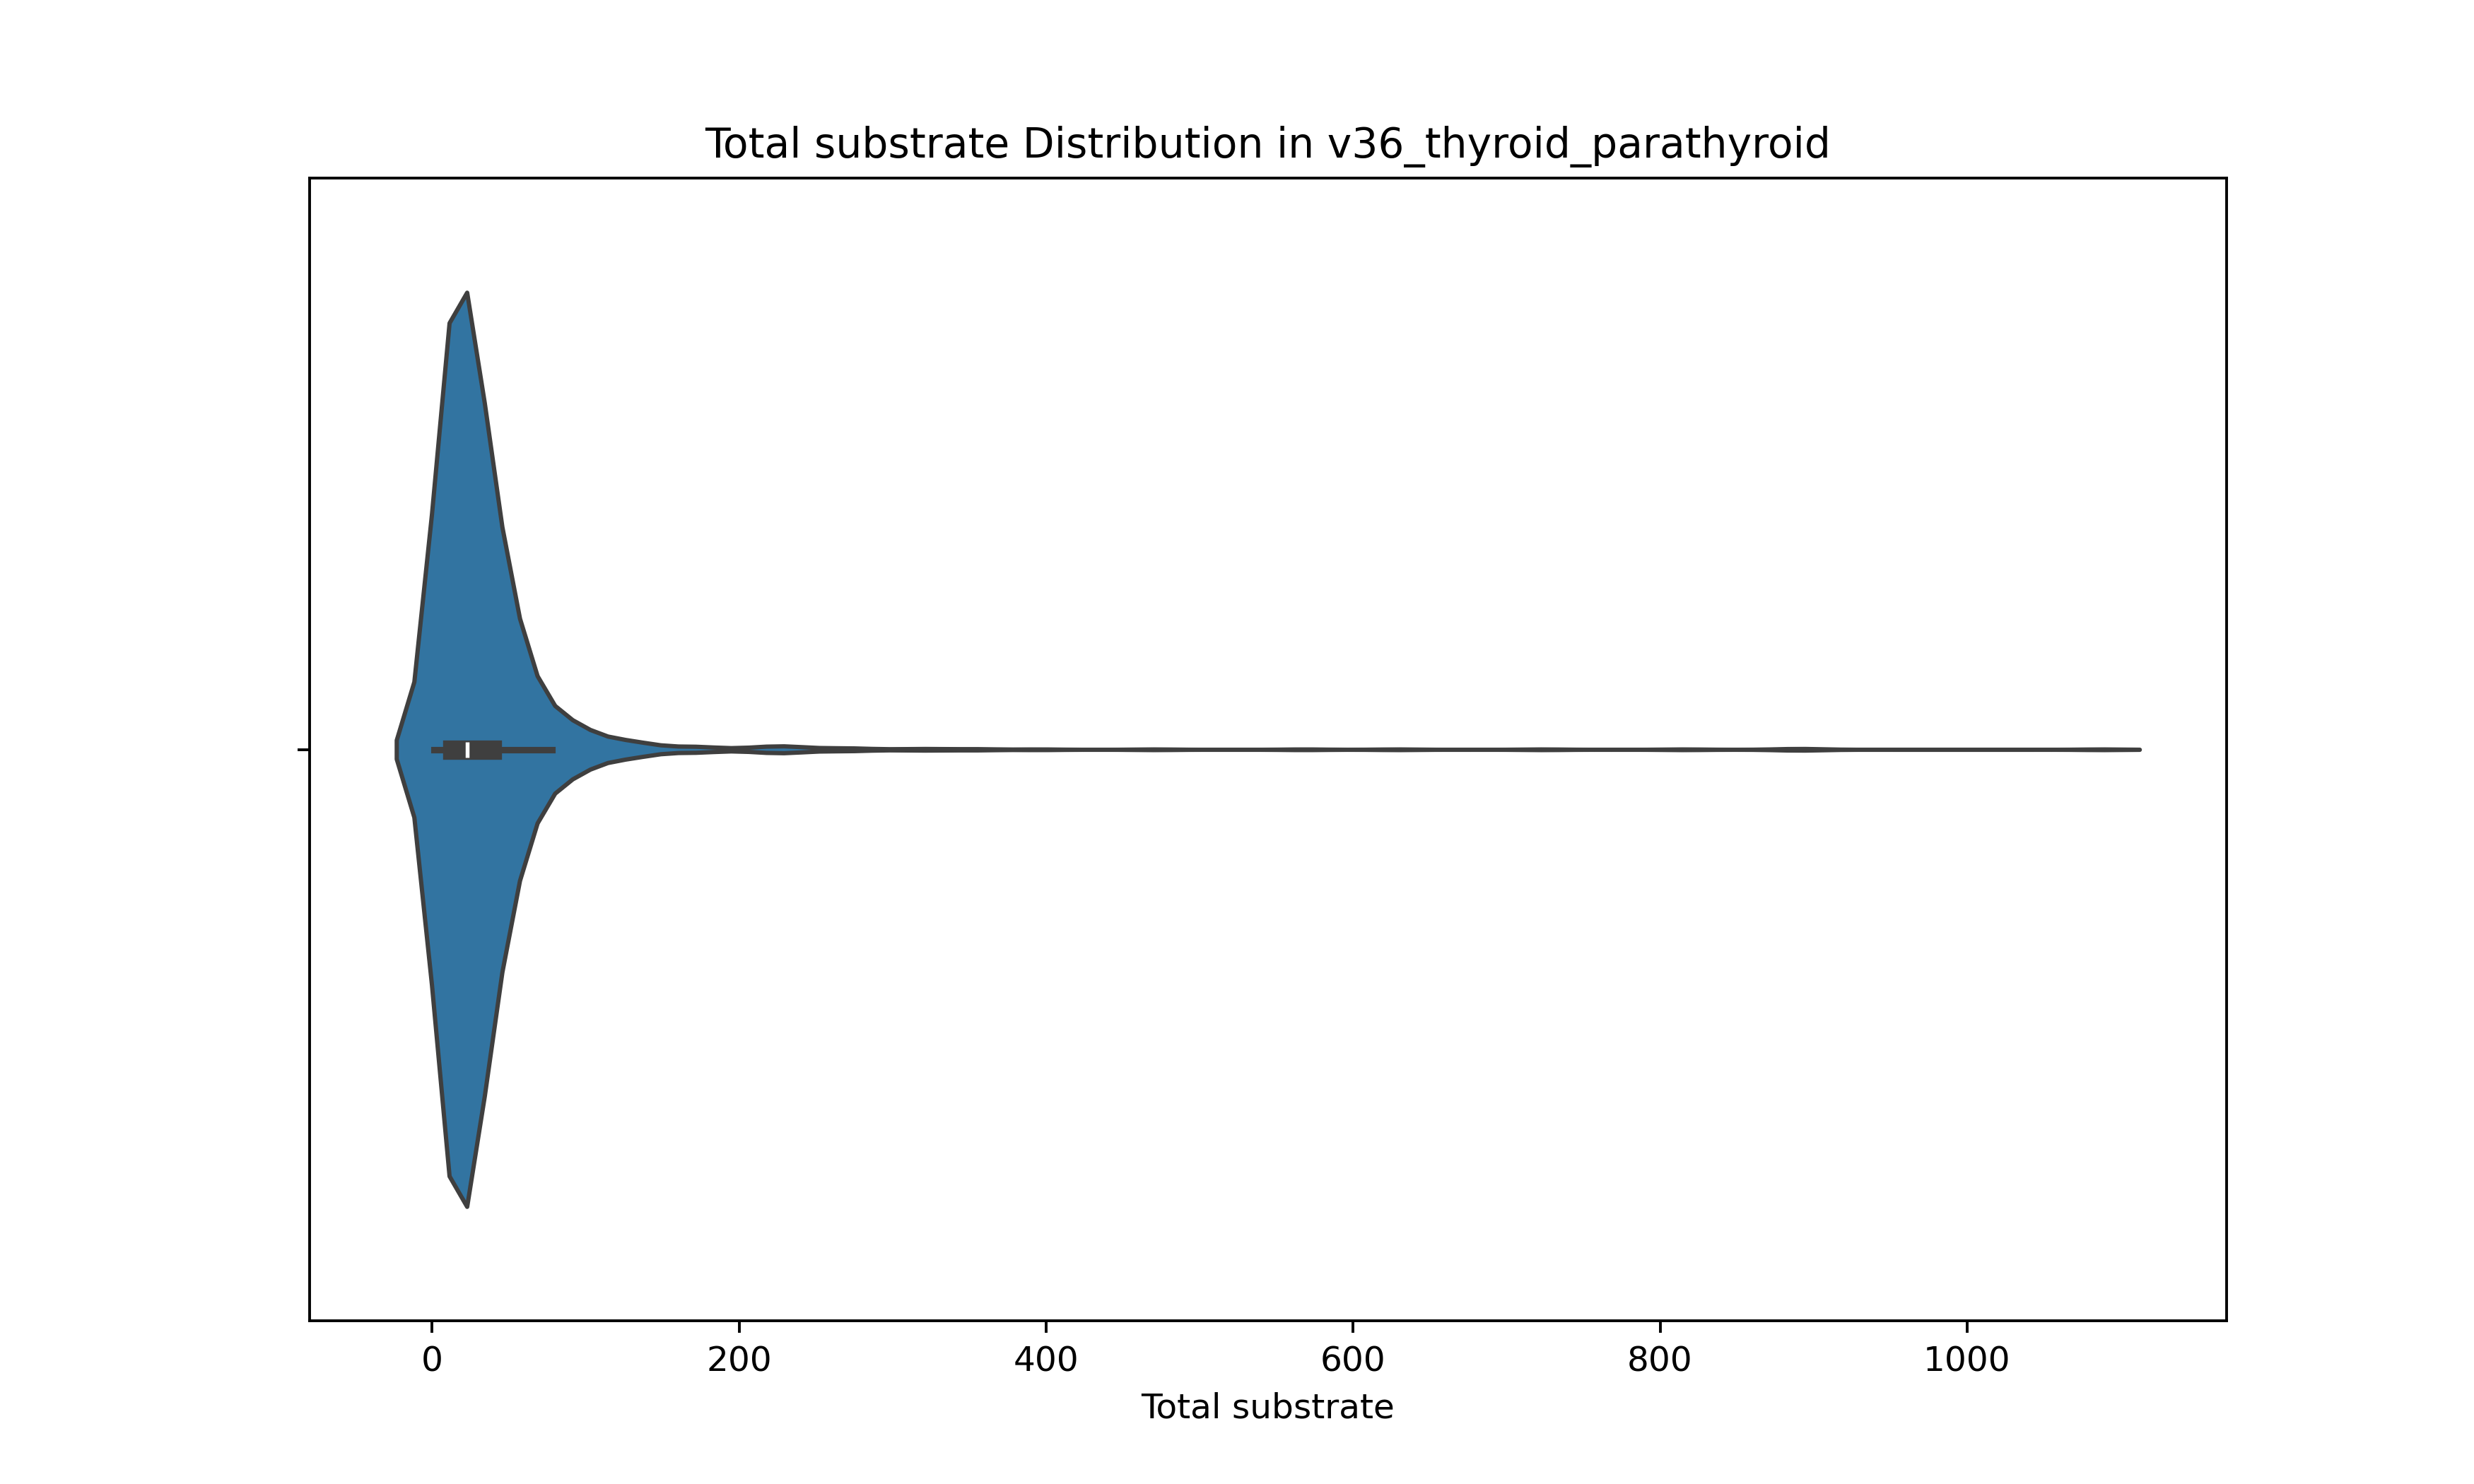 Total substrate Distribution in v36_thyroid_parathyroid
0 200 400 600 800 1000
Total substrate